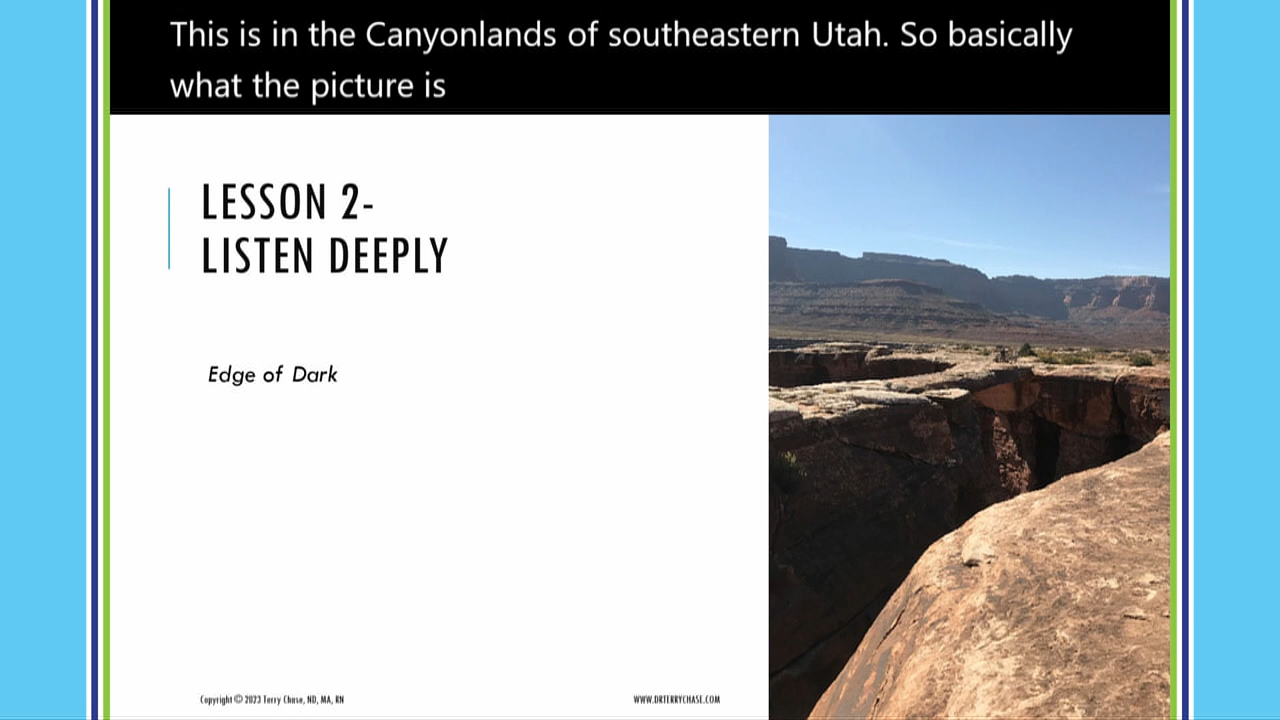 This is in the Canyonlands of southeastern Utah. So basically
what the picture is
LESSON 2-
LISTEN DEEPLY
Edge of Dark
Copyright © 2023 Terry Chase, ND, MA, RN
WWW.DRTERRYCHASE.COM